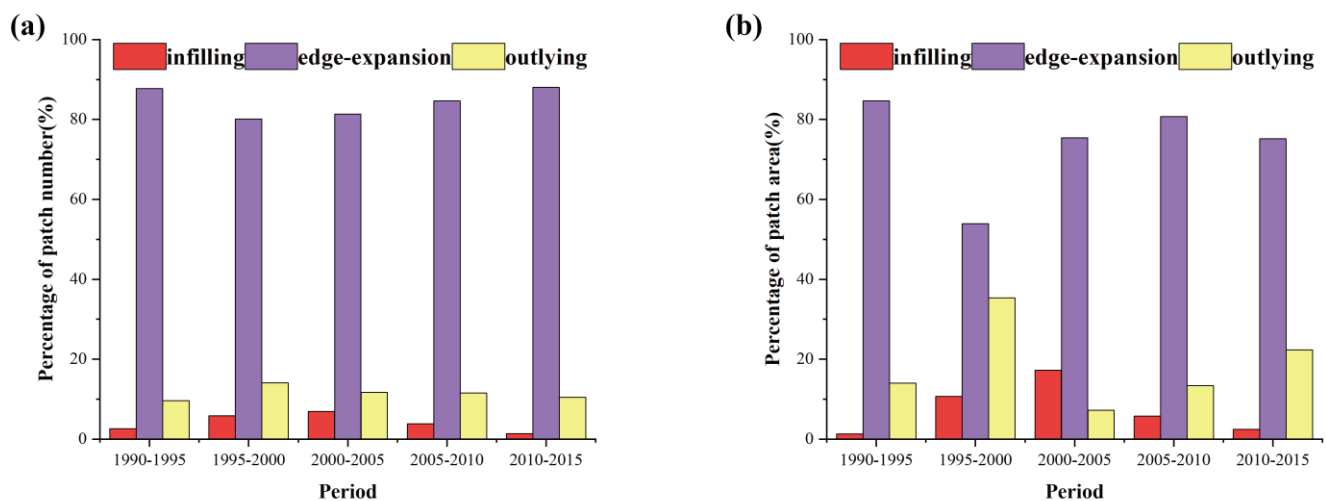 (a)
100
80
60
40
20
0
Percentage of patch number(%)
infilling edge-expansion outlying
1990-1995 1995-2000 2000-2005 2005-2010 2010-2015
Period
(b)
100
80
60
40
20
0
Percentage of patch area(%)
infilling edge-expansion outlying
1990-1995 1995-2000 2000-2005 2005-2010 2010-2015
Period